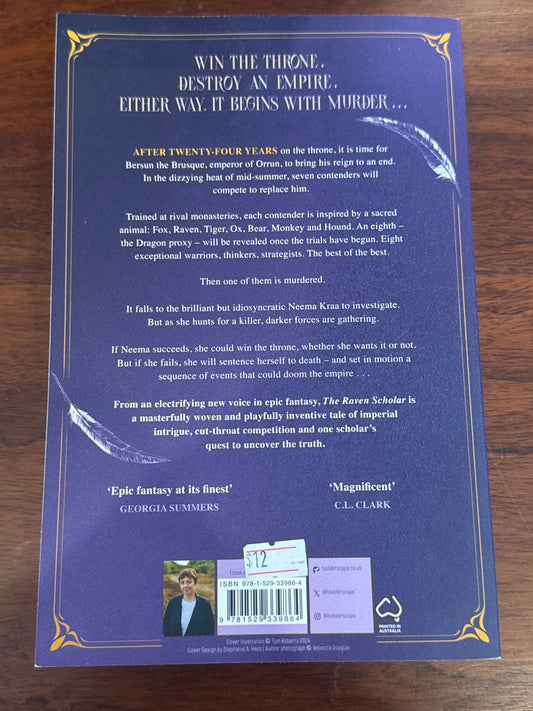 WIN THE THRONE.
DESTROY AN EMPIRE.
EITHER WAY, IT BEGINS WITH MURDER . . .
AFTER TWENTY-FOUR YEARS on the throne, it is time for
Bersun the Brusque, emperor of Orrun, to bring his reign to an end.
In the dizzying heat of mid-summer, seven contenders will
compete to replace him.
Trained at rival monasteries, each contender is inspired by a sacred
animal: Fox, Raven, Tiger, Ox, Bear, Monkey and Hound. An eighth –
the Dragon proxy – will be revealed once the trials have begun. Eight
exceptional warriors, thinkers, strategists. The best of the best.
Then one of them is murdered.
It falls to the brilliant but idiosyncratic Neema Kraa to investigate.
But as she hunts for a killer, darker forces are gathering.
If Neema succeeds, she could win the throne, whether she wants it or not.
But if she fails, she will sentence herself to death – and set in motion a
sequence of events that could doom the empire . . .
From an electrifying new voice in epic fantasy, The Raven Scholar is
a masterfully woven and playfully inventive tale of imperial
intrigue, cut-throat competition and one scholar's
quest to uncover the truth.
'Epic fantasy at its finest'
GEORGIA SUMMERS
'Magnificent'
C.L. CLARK
$12
Ebook
hodderscape.co.uk
ISBN 978-1-529-33986-4
@hodderscape
@hodderscape
9 781529 339864
PRINTED IN
AUSTRALIA
Cover Illustration © Tom Roberts 2024
Cover Design by Stephanie A. Hess | Author photograph © Rebecca Douglas